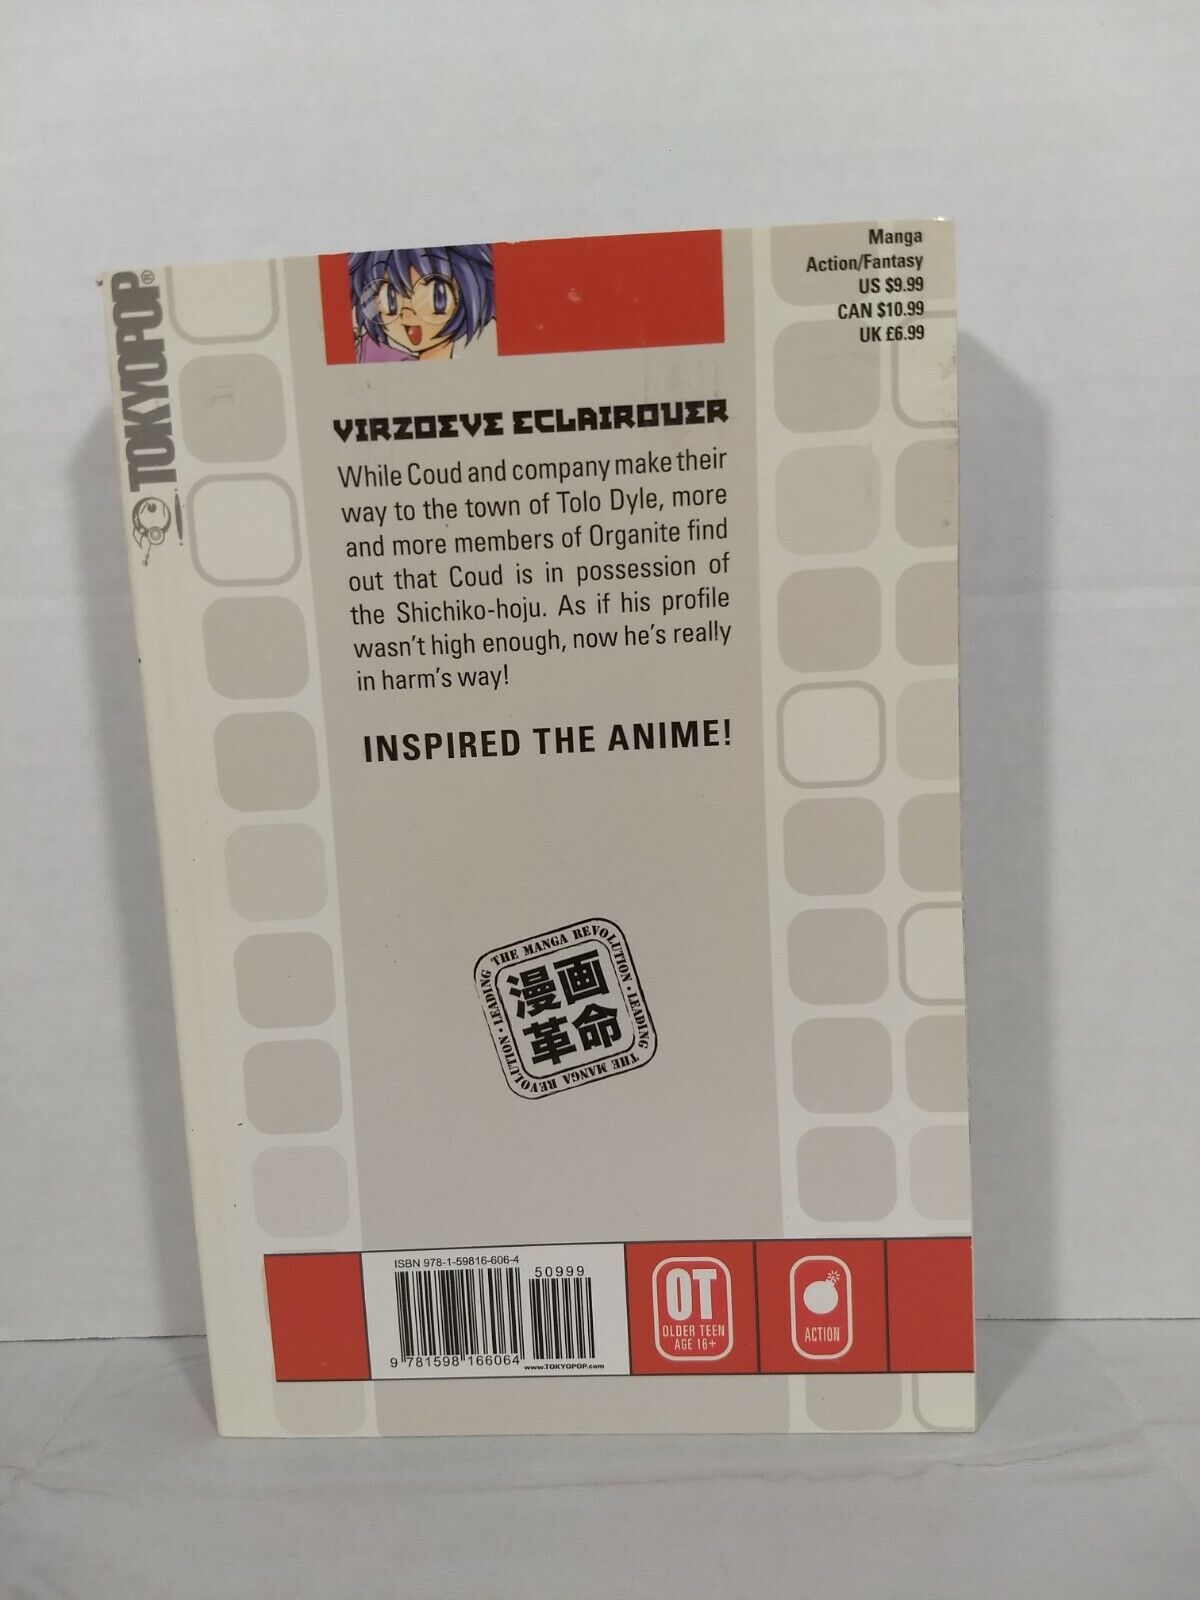 TOKYOPOP®
Manga
Action/Fantasy
US $9.99
CAN $10.99
UK £6.99
VIRZOEVE ECLAIROUER
While Coud and company make their
way to the town of Tolo Dyle, more
and more members of Organite find
out that Coud is in possession of
the Shichiko-hoju. As if his profile
wasn't high enough, now he's really
in harm's way!
INSPIRED THE ANIME!
LEADING THE MANGA REVOLUTION • LEADING THE MANGA REVOLUTION •
漫画
革命
ISBN 978-1-59816-606-4
50999
9 781598 166064
www.TOKYOPOP.com
OT
OLDER TEEN
AGE 16+
ACTION